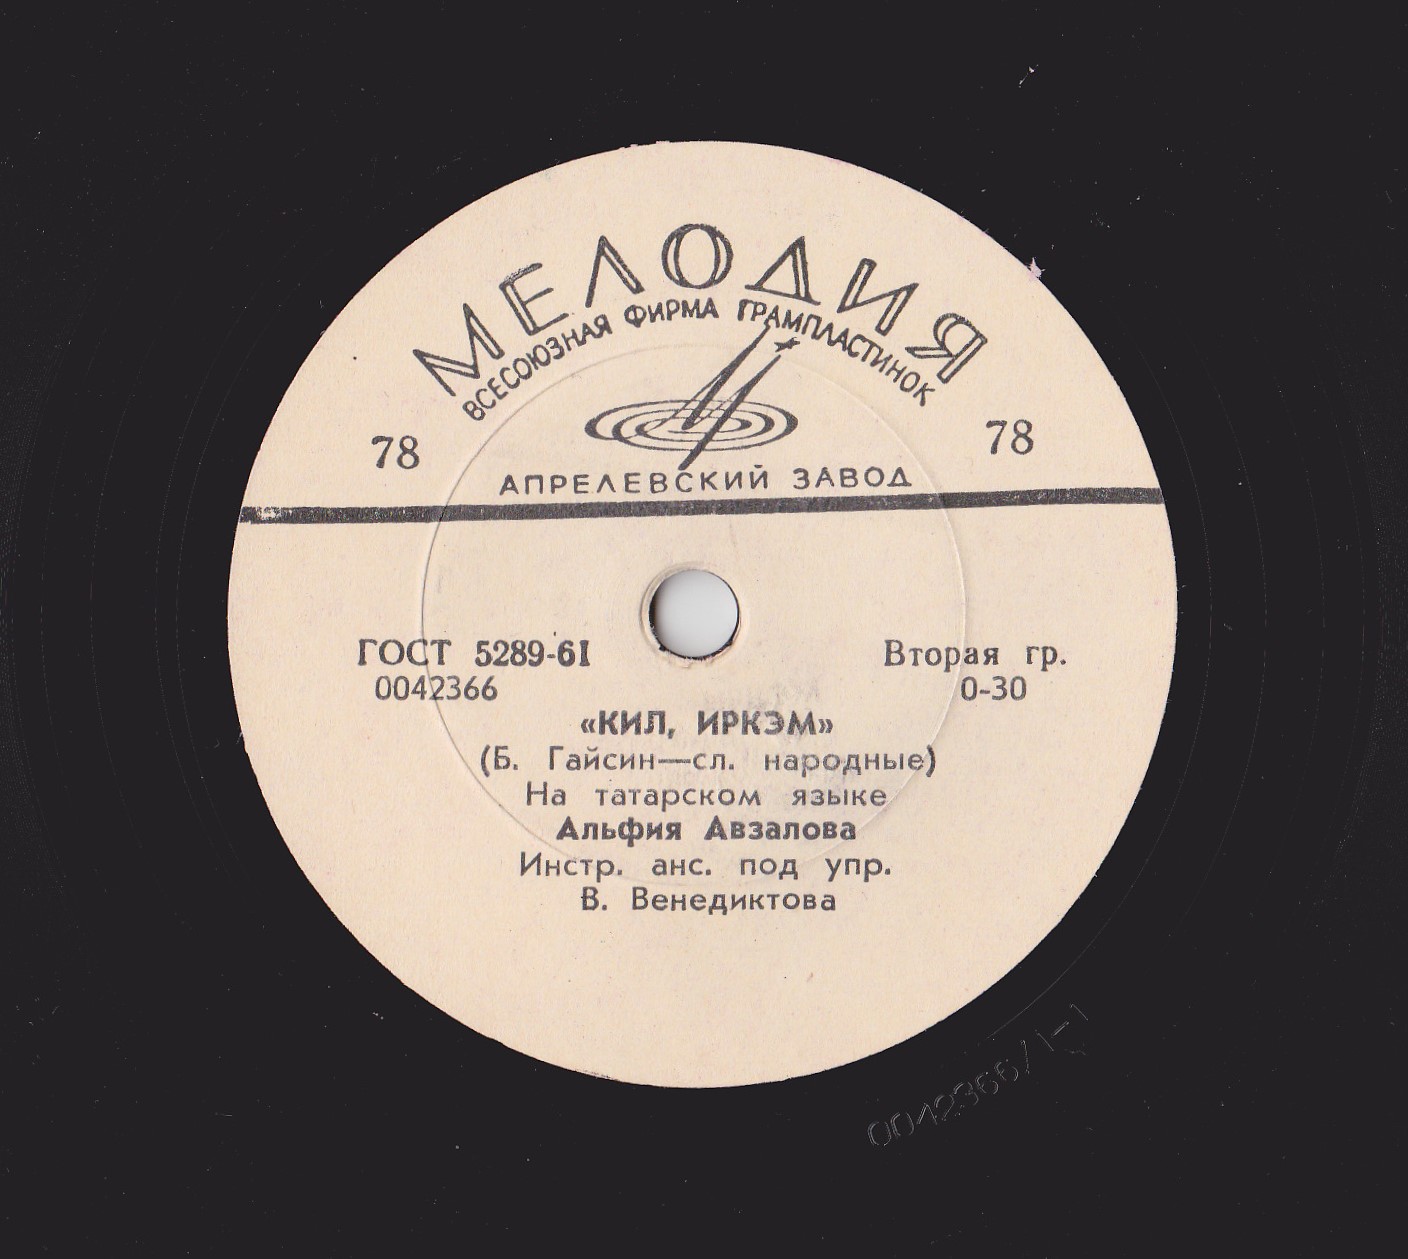 МЕЛОДИЯ
ВСЕСОЮЗНАЯ ФИРМА ГРАМПЛАСТИНОК
78 78
АПРЕЛЕВСКИЙ ЗАВОД
ГОСТ 5289-61 Вторая гр.
0042366 0-30
«КИЛ, ИРКЭМ»
(Б. Гайсин—сл. народные)
На татарском языке
Альфия Авзалова
Инстр. анс. под упр.
В. Венедиктова
0042366/1-1